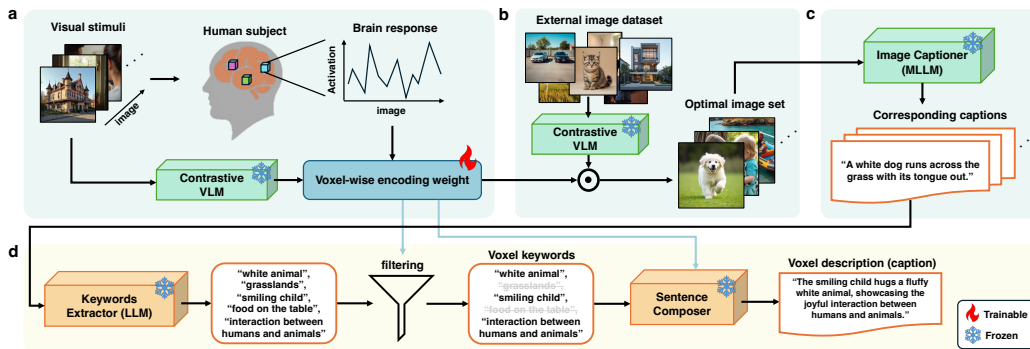 a
Visual stimuli
image
Human subject
Brain response
Activation
image
Contrastive
VLM
Voxel-wise encoding weight
b
External image dataset
Contrastive
VLM
Optimal image set
c
Image Captioner
(MLLM)
Corresponding captions
“A white dog runs across the
grass with its tongue out.”
d
Keywords
Extractor (LLM)
“white animal”,
“grasslands”,
“smiling child”,
“food on the table”,
“interaction between
humans and animals”
filtering
Voxel keywords
“white animal”,
“grasslands”,
“smiling child”,
“food on the table”,
“interaction between
humans and animals”
Sentence
Composer
Voxel description (caption)
“The smiling child hugs a fluffy
white animal, showcasing the
joyful interaction between
humans and animals.”
Trainable
Frozen